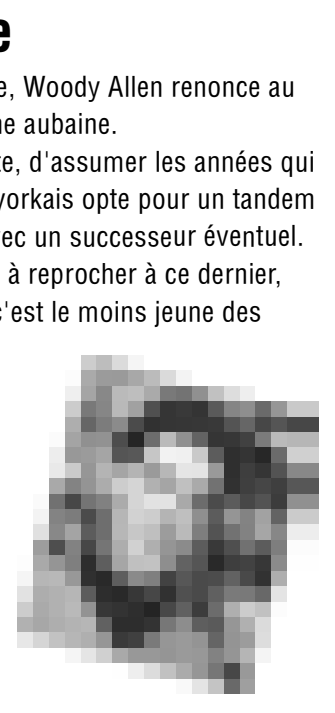 e
e, Woody Allen renonce au
ne aubaine.
te, d'assumer les années qui
yorkais opte pour un tandem
vec un successeur éventuel.
à reprocher à ce dernier,
c'est le moins jeune des